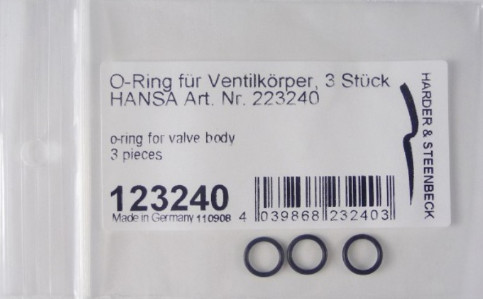 O-Ring für Ventilkörper, 3 Stück
HANSA Art. Nr. 223240
o-ring for valve body
3 pieces
123240
Made in Germany 110908
4 039868 232403
HARDER & STEENBECK